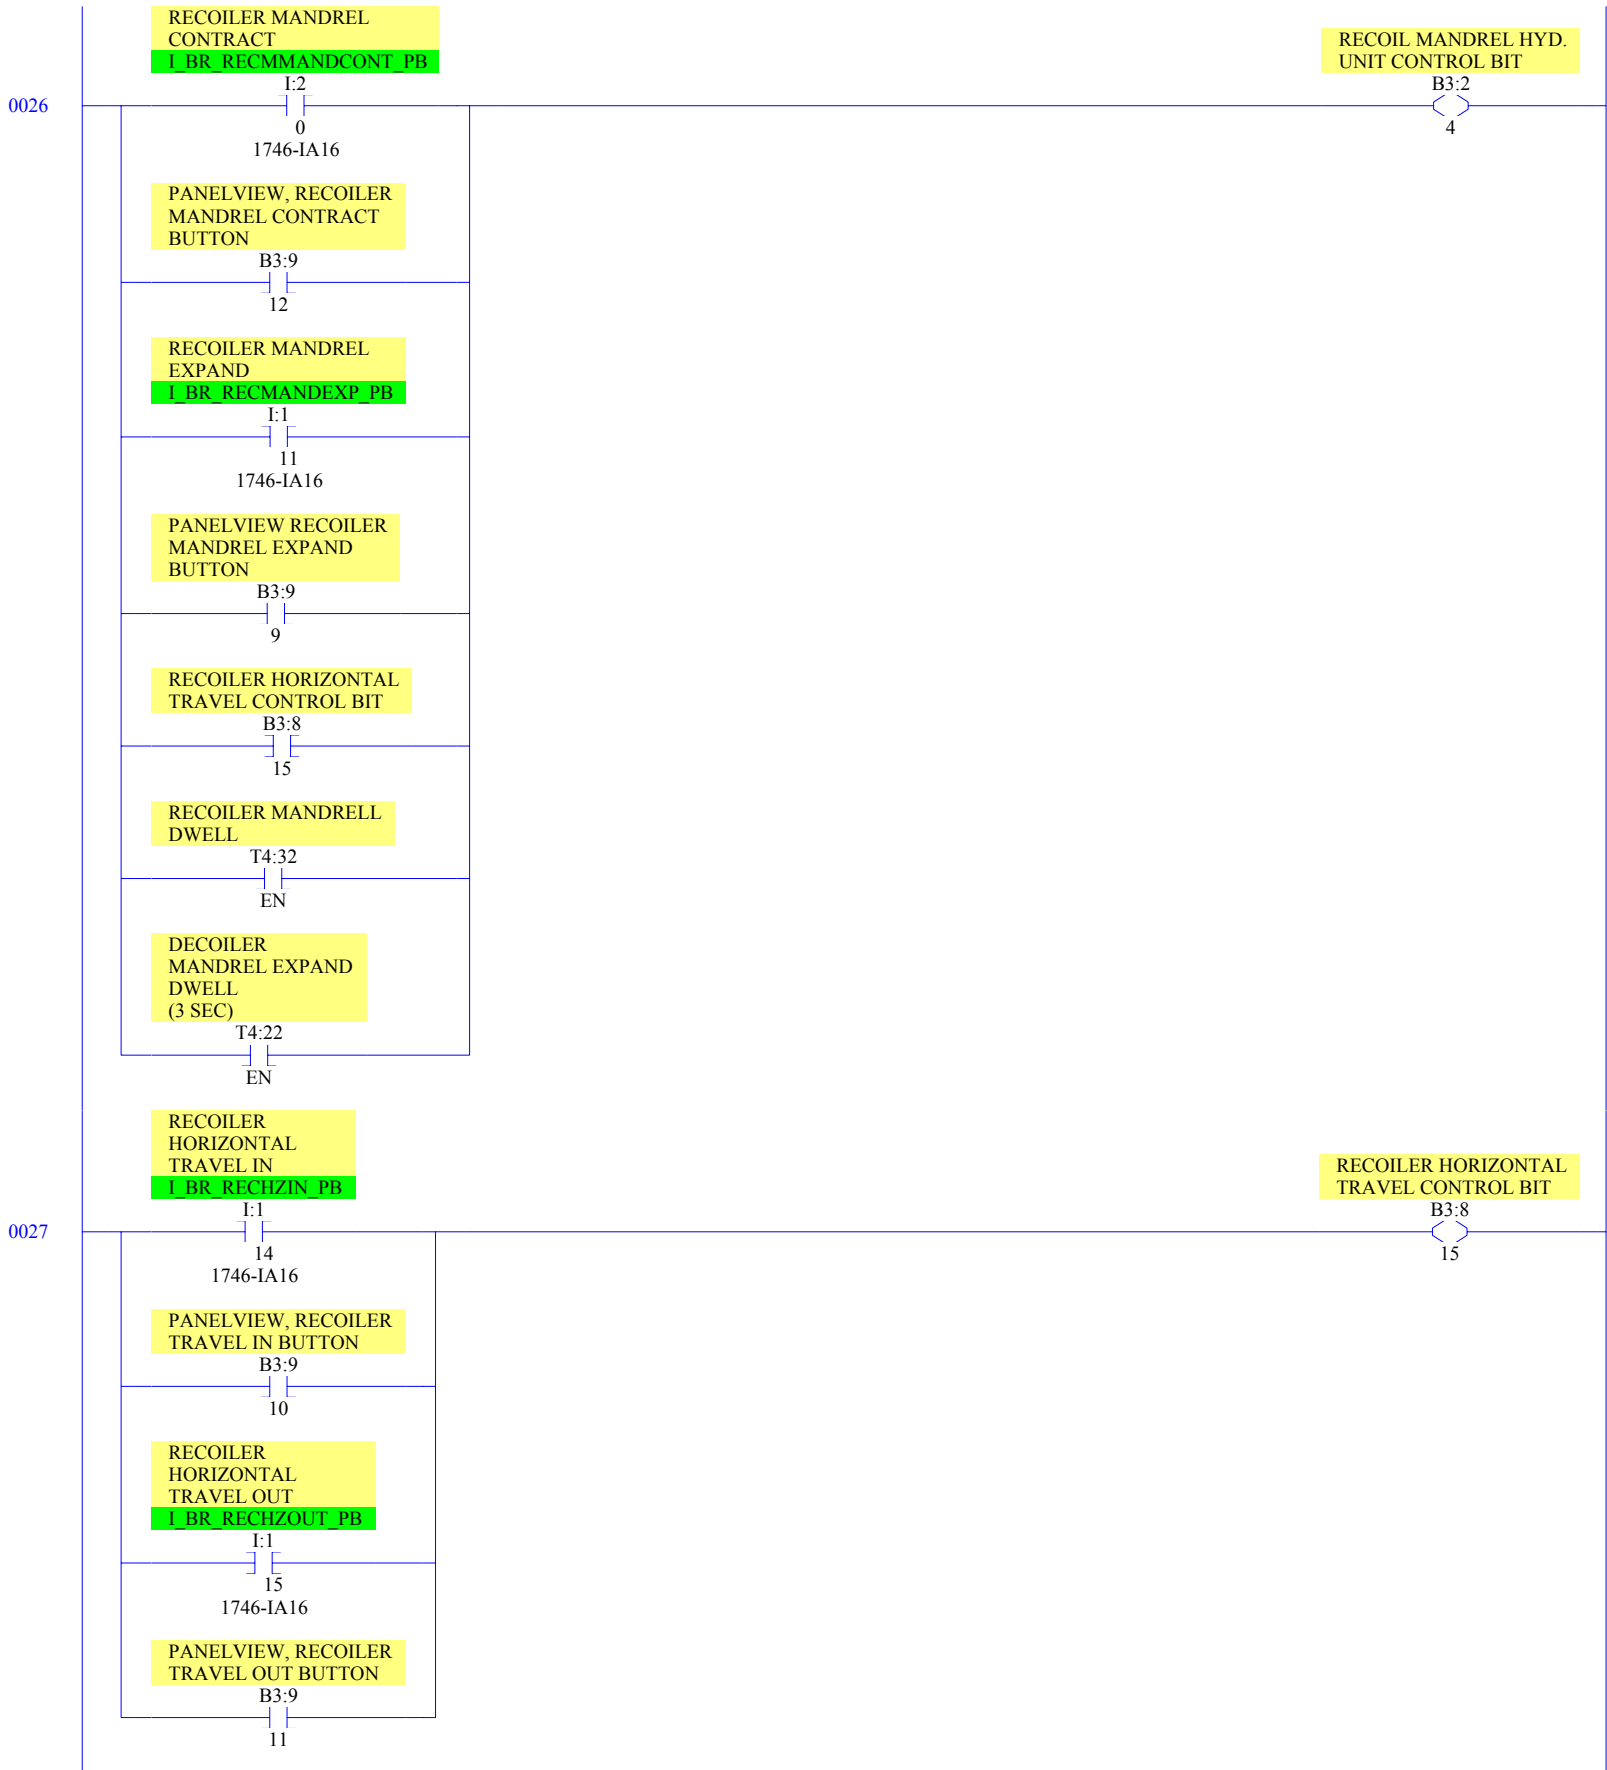 RECOILER MANDREL
CONTRACT
I_BR_RECMMANDCONT_PB
I:2
0
1746-IA16
RECOIL MANDREL HYD.
UNIT CONTROL BIT
B3:2
4
0026
PANELVIEW, RECOILER
MANDREL CONTRACT
BUTTON
B3:9
12
RECOILER MANDREL
EXPAND
I_BR_RECMANDEXP_PB
I:1
11
1746-IA16
PANELVIEW RECOILER
MANDREL EXPAND
BUTTON
B3:9
9
RECOILER HORIZONTAL
TRAVEL CONTROL BIT
B3:8
15
RECOILER MANDRELL
DWELL
T4:32
EN
DECOILER
MANDREL EXPAND
DWELL
(3 SEC)
T4:22
EN
RECOILER
HORIZONTAL
TRAVEL IN
I_BR_RECHZIN_PB
I:1
14
1746-IA16
RECOILER HORIZONTAL
TRAVEL CONTROL BIT
B3:8
15
0027
PANELVIEW, RECOILER
TRAVEL IN BUTTON
B3:9
10
RECOILER
HORIZONTAL
TRAVEL OUT
I_BR_RECHZOUT_PB
I:1
15
1746-IA16
PANELVIEW, RECOILER
TRAVEL OUT BUTTON
B3:9
11